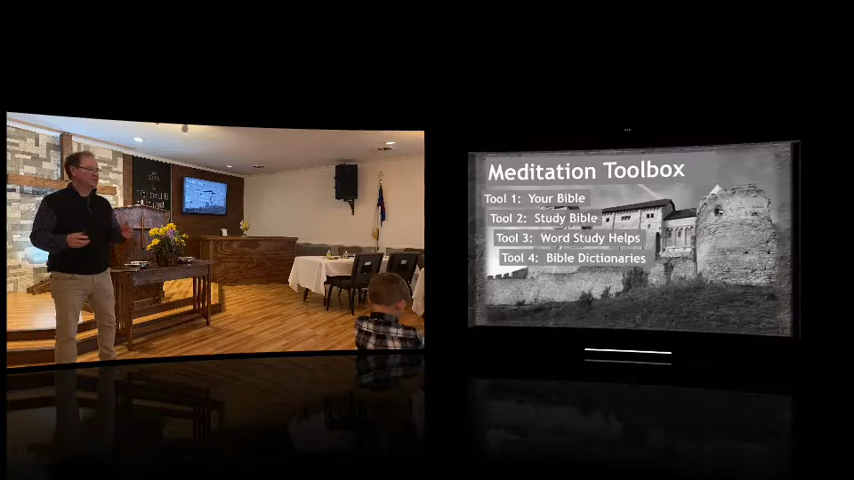 Meditation Toolbox
Tool 1: Your Bible
Tool 2: Study Bible
Tool 3: Word Study Helps
Tool 4: Bible Dictionaries